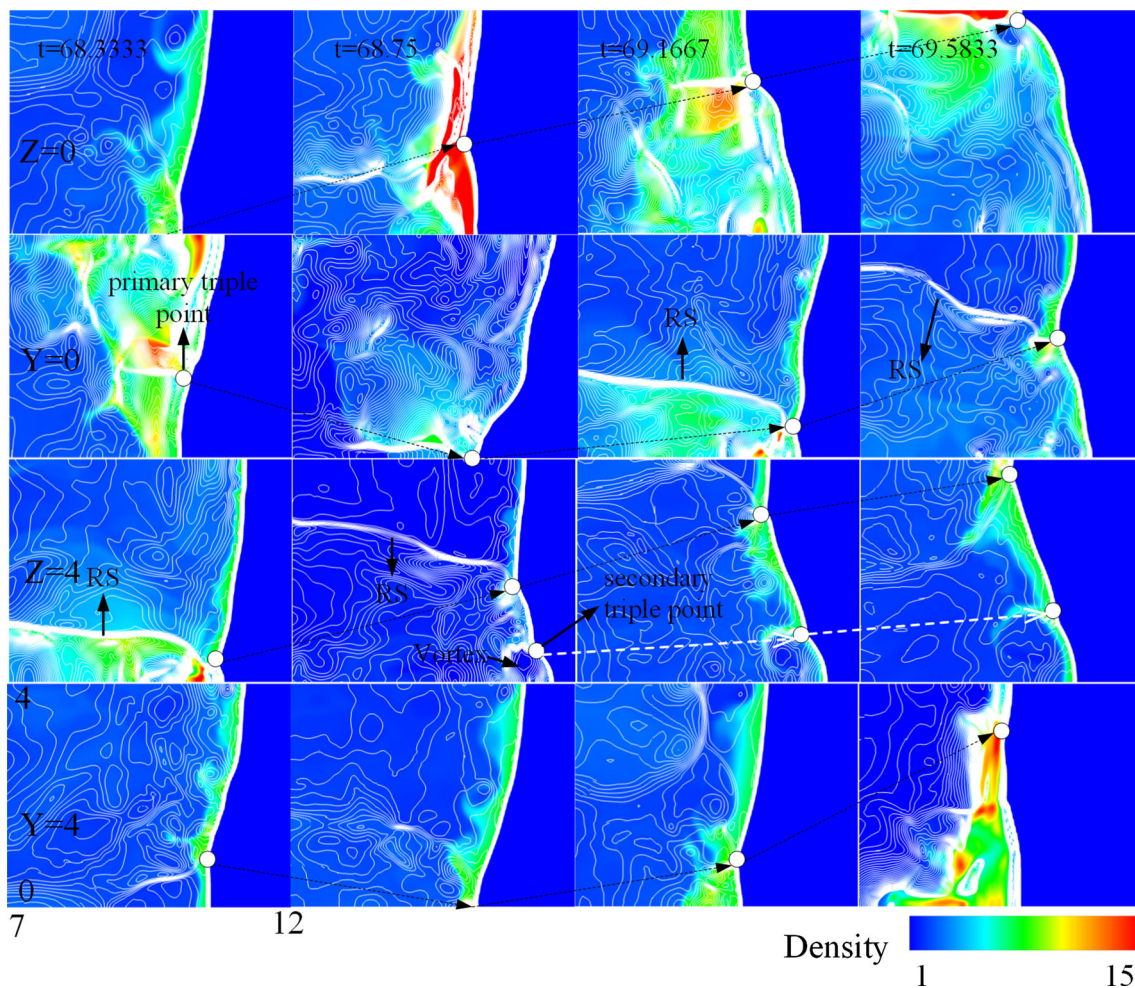 t=68.3333
t=68.75
t=69.1667
t=69.5833
Z=0
primary triple
point
Y=0
RS
RS
Z=4
RS
RS
secondary
triple point
Vortex
4
Y=4
0
7
12
Density
1
15